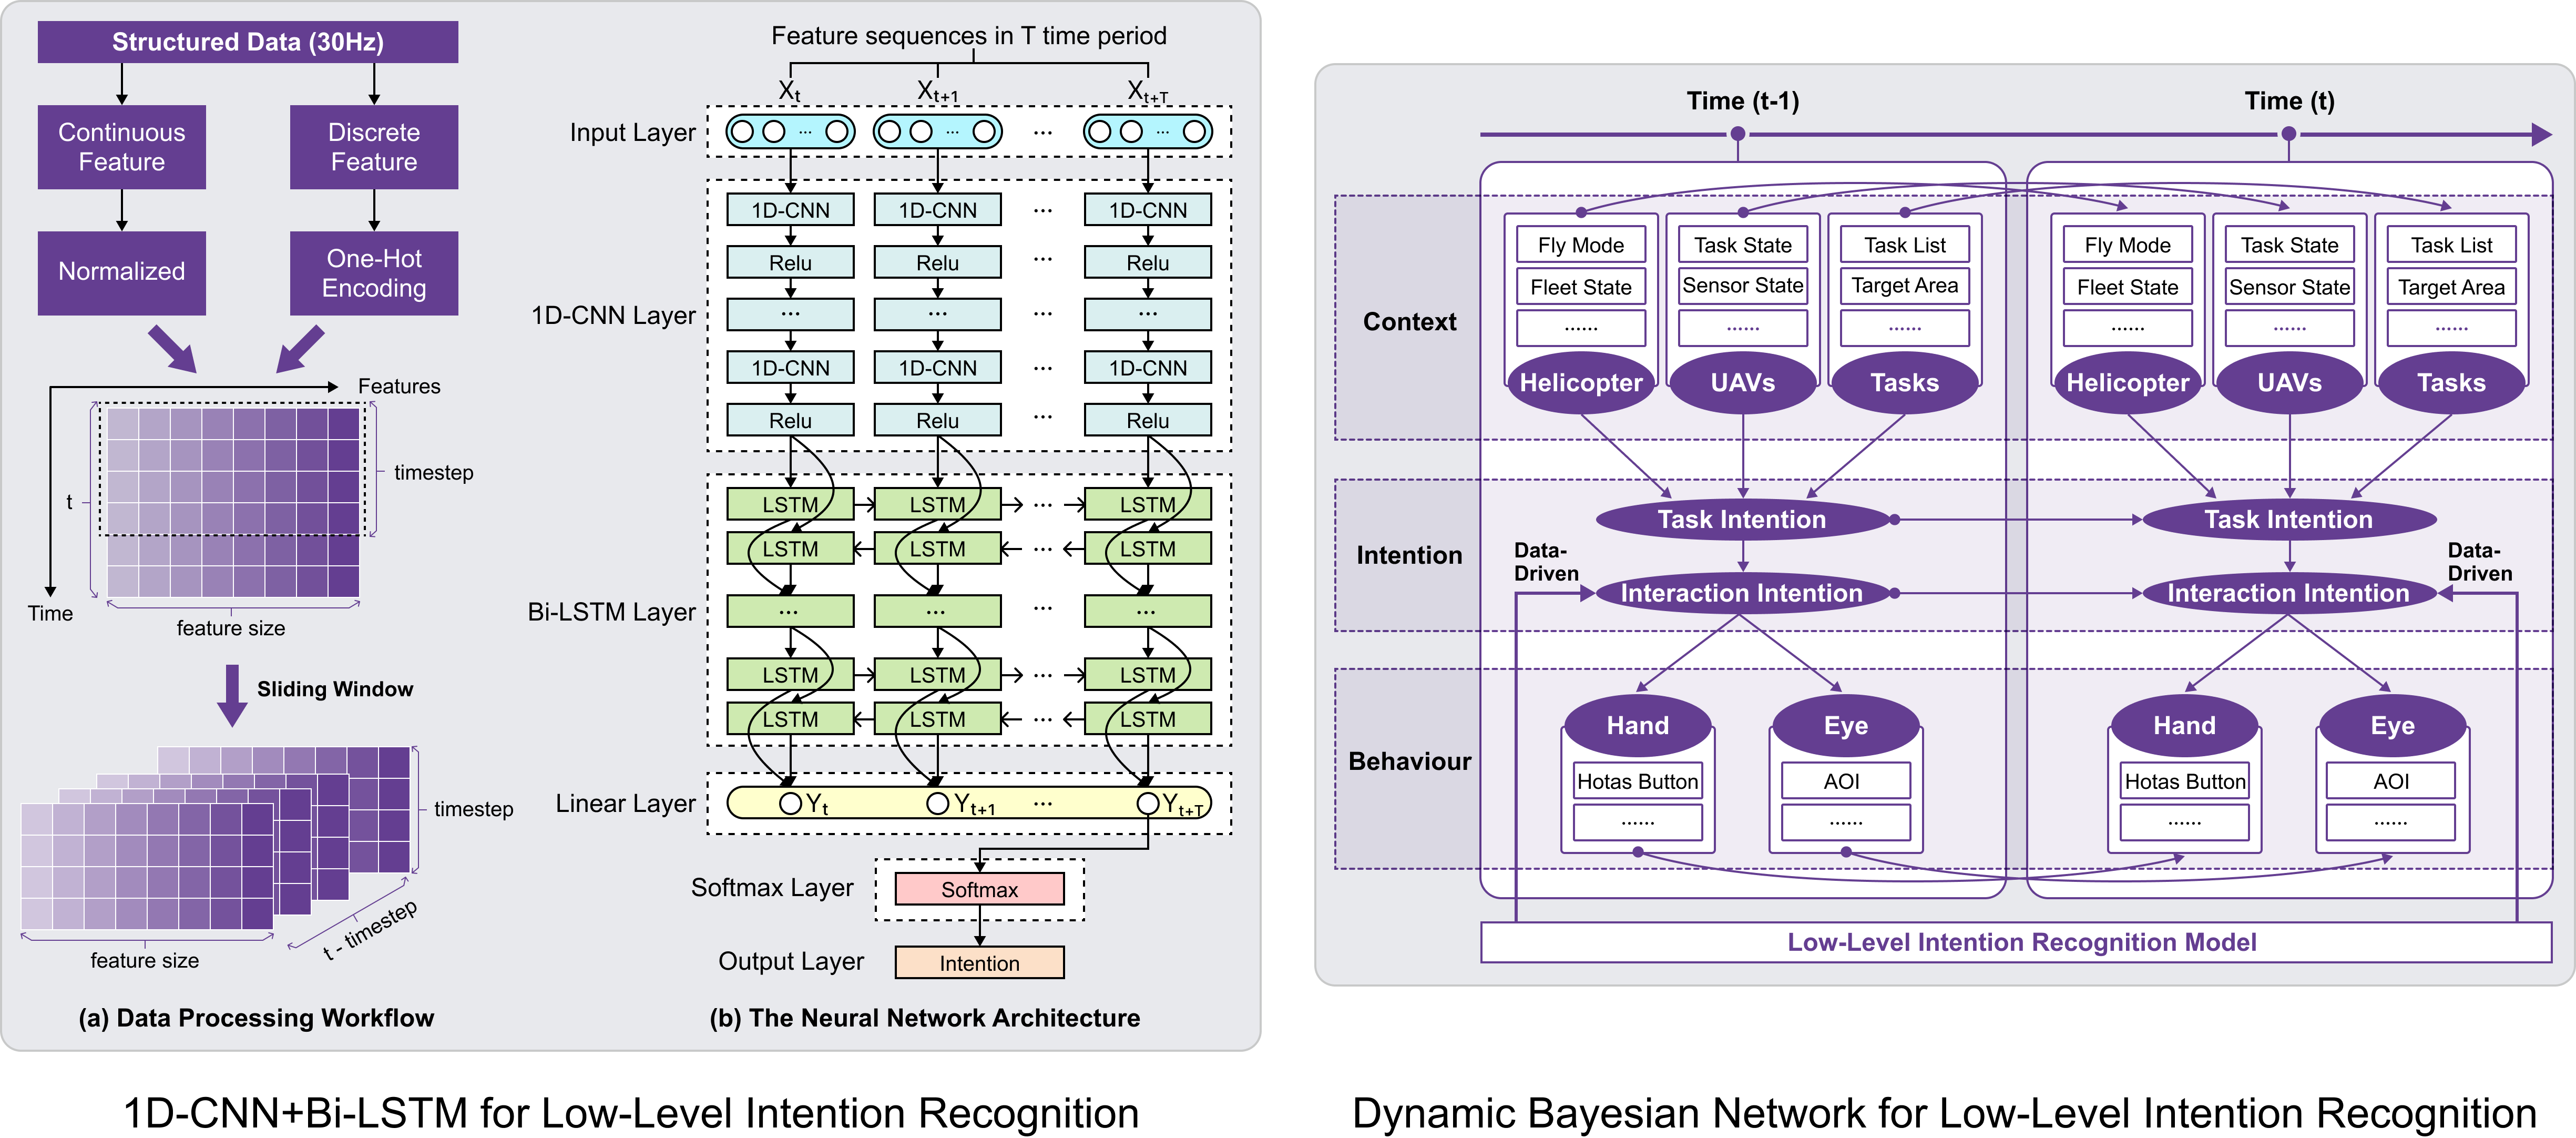 Structured Data (30Hz)
Continuous
Feature
Discrete
Feature
Normalized
One-Hot
Encoding
Features
timestep
t
Time
feature size
Sliding Window
timestep
t - timestep
feature size
(a) Data Processing Workflow
Feature sequences in T time period
Xt Xt+1 Xt+T
Input Layer
... ... ... ...
1D-CNN Layer
1D-CNN 1D-CNN ... 1D-CNN
Relu Relu ... Relu
... ... ... ...
1D-CNN 1D-CNN ... 1D-CNN
Relu Relu ... Relu
Bi-LSTM Layer
LSTM LSTM ... LSTM
LSTM LSTM ... LSTM
... ... ... ...
LSTM LSTM ... LSTM
LSTM LSTM ... LSTM
Linear Layer
Yt Yt+1 ... Yt+T
Softmax Layer
Softmax
Output Layer
Intention
(b) The Neural Network Architecture
1D-CNN+Bi-LSTM for Low-Level Intention Recognition
Time (t-1) Time (t)
Context
Fly Mode Task State Task List Fly Mode Task State Task List
Fleet State Sensor State Target Area Fleet State Sensor State Target Area
...... ...... ...... ...... ...... ......
Helicopter UAVs Tasks Helicopter UAVs Tasks
Intention
Task Intention Task Intention
Data-
Driven
Data-
Driven
Interaction Intention Interaction Intention
Behaviour
Hand Eye Hand Eye
Hotas Button AOI Hotas Button AOI
...... ...... ...... ......
Low-Level Intention Recognition Model
Dynamic Bayesian Network for Low-Level Intention Recognition